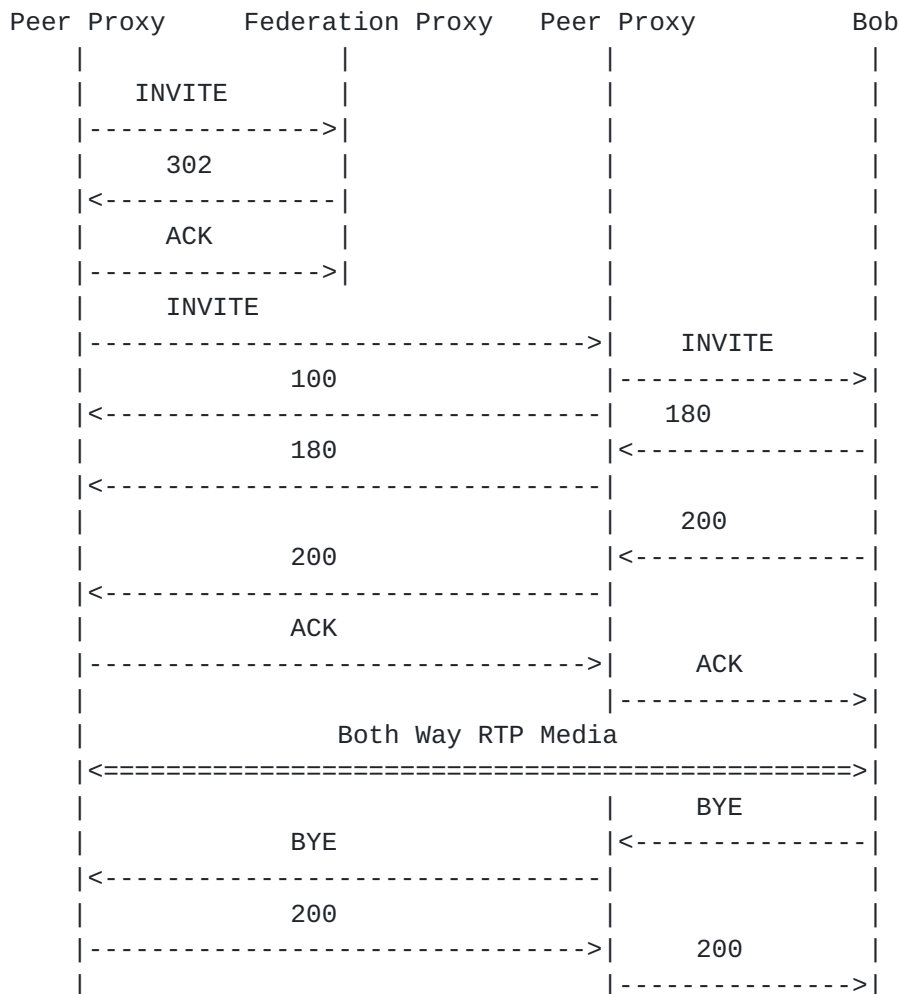 Peer Proxy Federation Proxy Peer Proxy Bob
INVITE
302
ACK
INVITE
INVITE
100
180
180
200
200
ACK
ACK
Both Way RTP Media
BYE
BYE
200
200